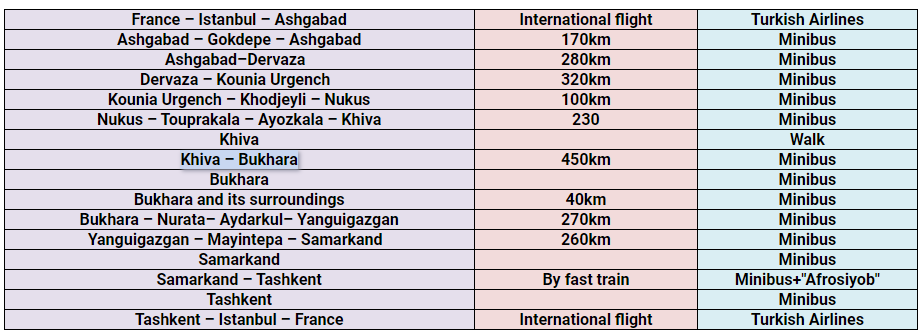 France – Istanbul – Ashgabad International flight Turkish Airlines
Ashgabad – Gokdepe – Ashgabad 170km Minibus
Ashgabad–Dervaza 280km Minibus
Dervaza – Kounia Urgench 320km Minibus
Kounia Urgench – Khodjeyli – Nukus 100km Minibus
Nukus – Touprakala – Ayozkala – Khiva 230 Minibus
Khiva Walk
Khiva – Bukhara 450km Minibus
Bukhara Minibus
Bukhara and its surroundings 40km Minibus
Bukhara – Nurata– Aydarkul– Yanguigazgan 270km Minibus
Yanguigazgan – Mayintepa – Samarkand 260km Minibus
Samarkand Minibus
Samarkand – Tashkent By fast train Minibus+"Afrosiyob"
Tashkent Minibus
Tashkent – Istanbul – France International flight Turkish Airlines